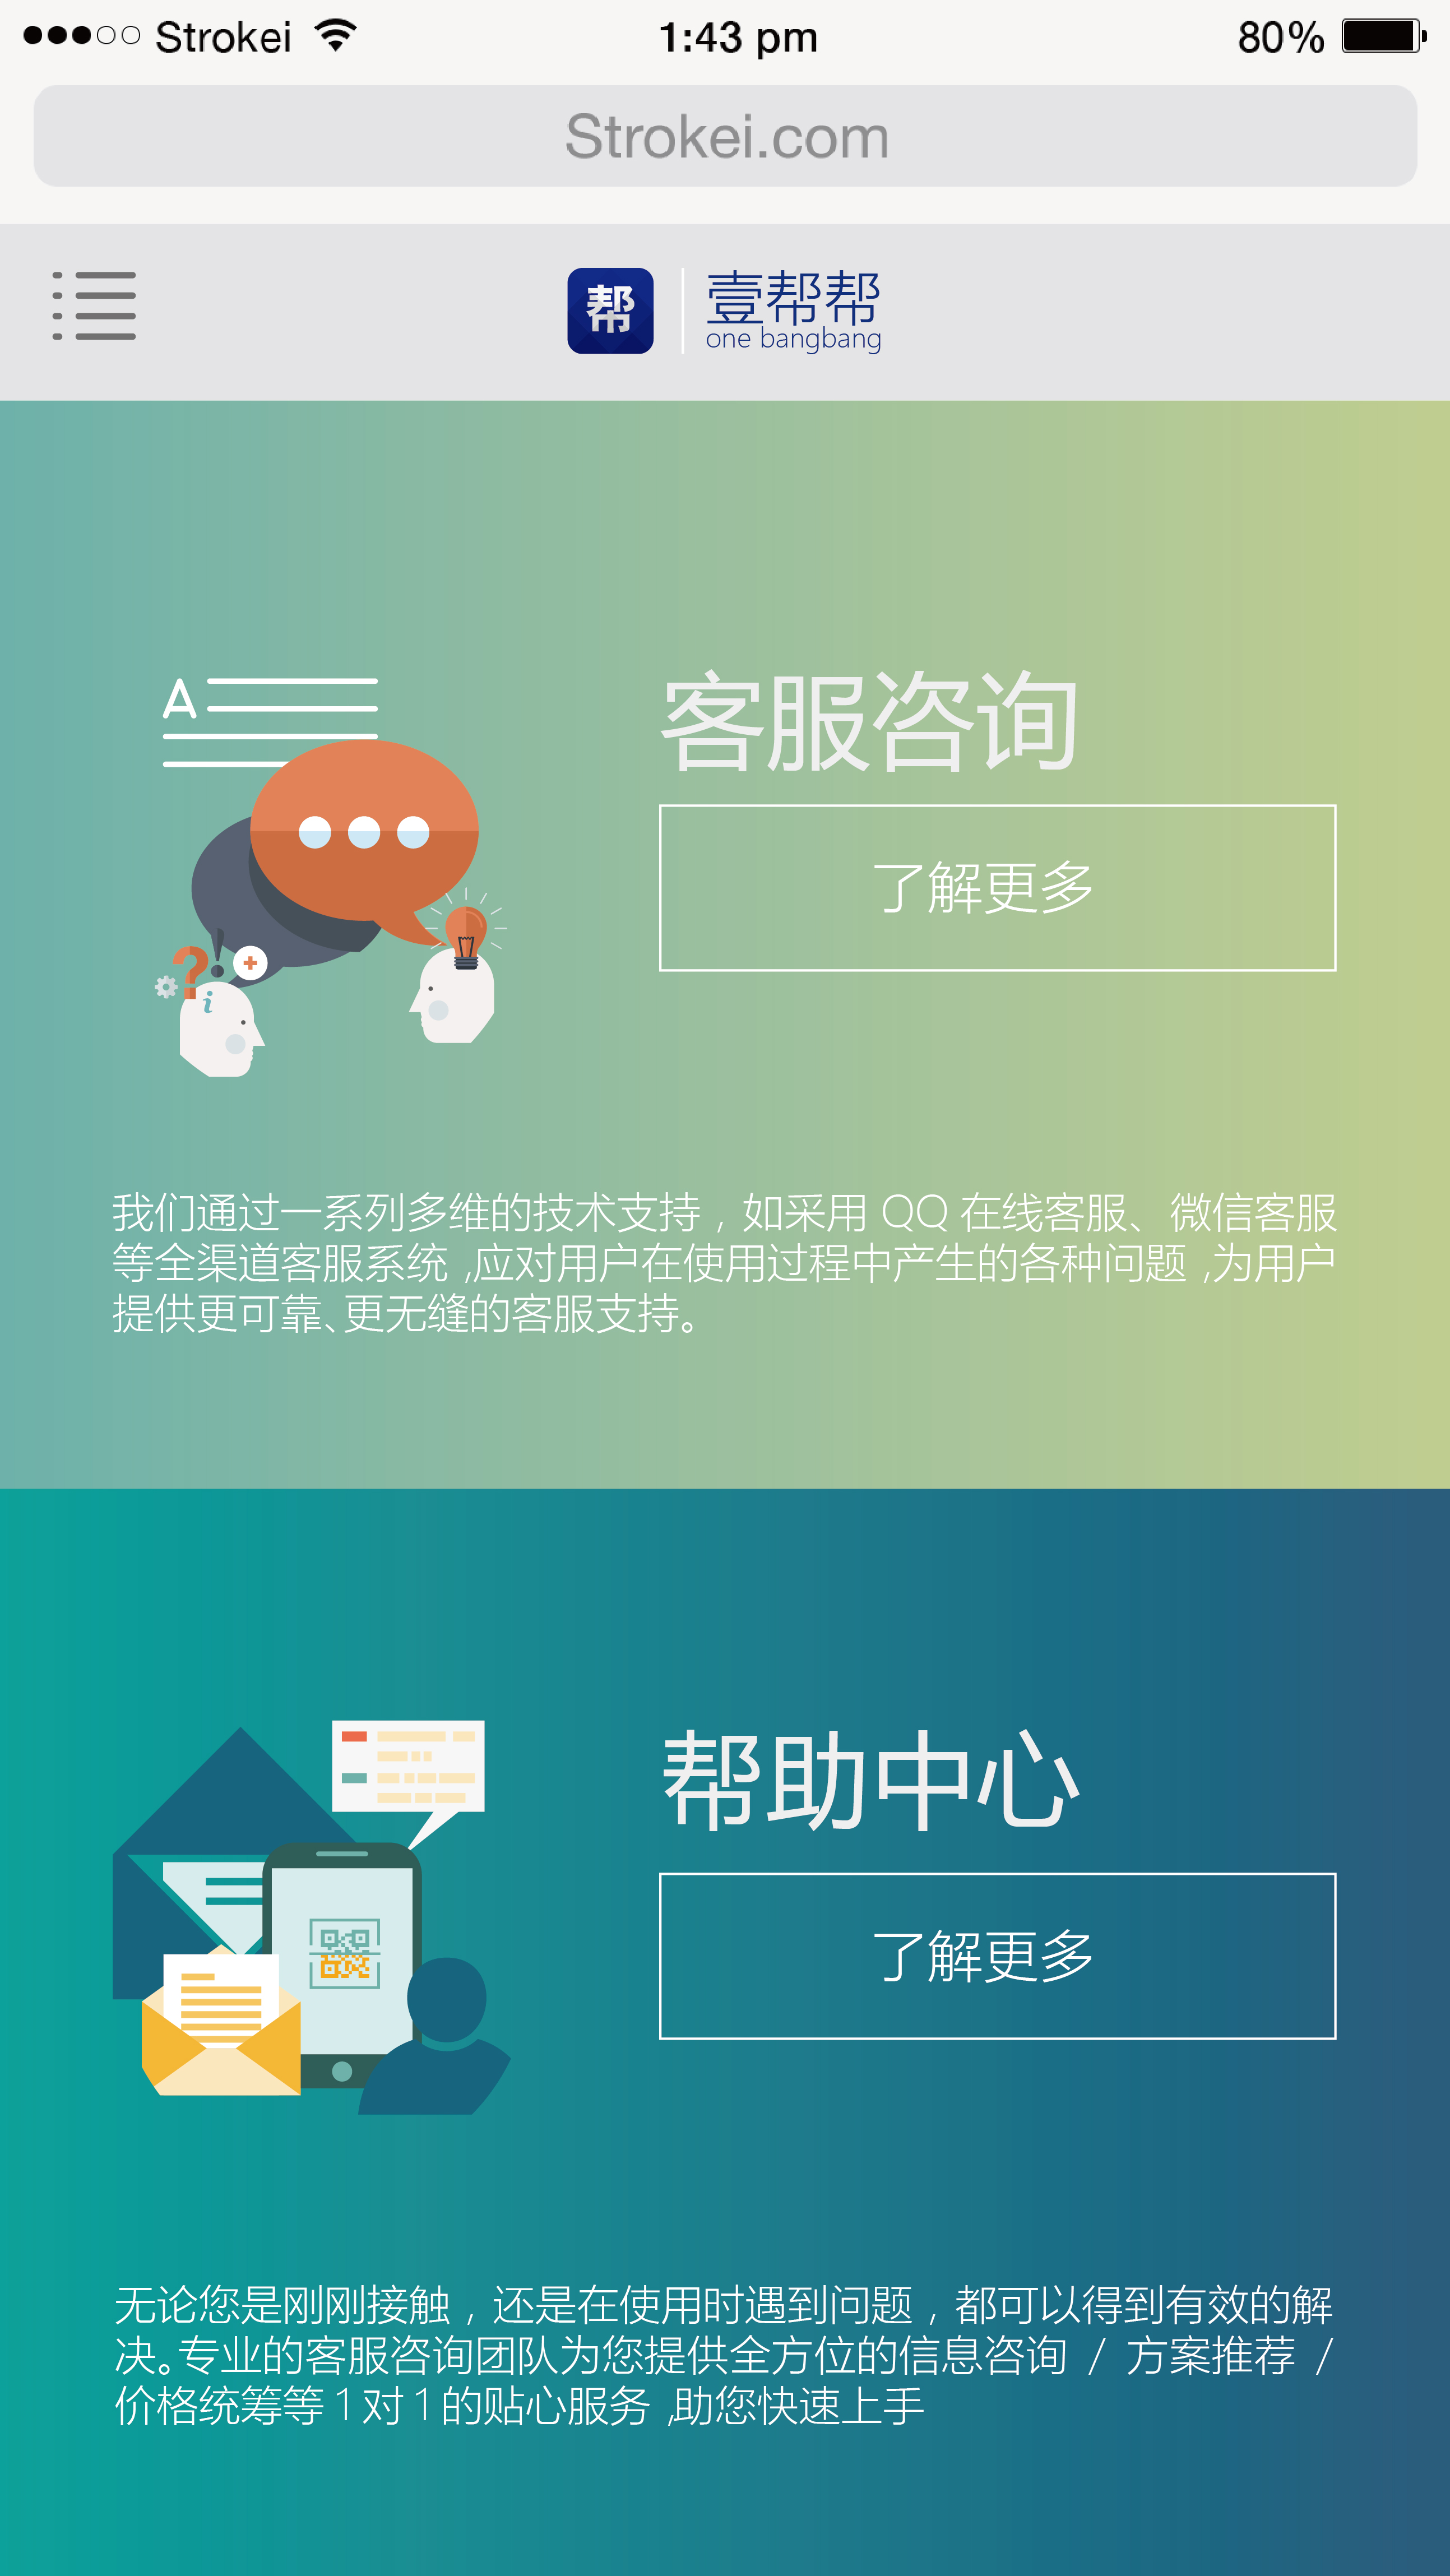 Strokei 1:43 pm 80%
Strokei.com
帮 壹帮帮
one bangbang
A
客服咨询
了解更多
我们通过一系列多维的技术支持，如采用 QQ 在线客服、微信客服
等全渠道客服系统，应对用户在使用过程中产生的各种问题，为用户
提供更可靠、更无缝的客服支持。
帮助中心
了解更多
无论您是刚刚接触，还是在使用时遇到问题，都可以得到有效的解
决。专业的客服咨询团队为您提供全方位的信息咨询 / 方案推荐 /
价格统筹等 1 对 1 的贴心服务，助您快速上手